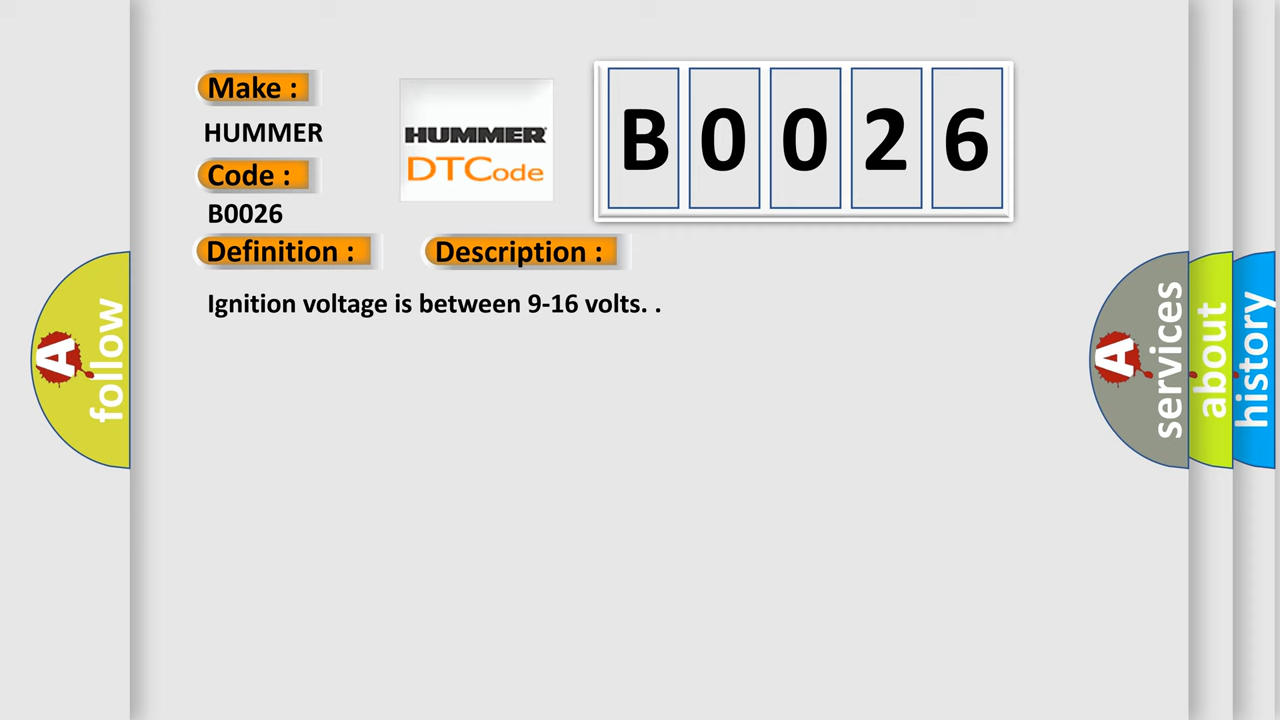 Make :
HUMMER
Code :
B0026
Definition :
Description :
Ignition voltage is between 9-16 volts. .
HUMMER
DTCode
B0026
A
follow
A
services
about
history